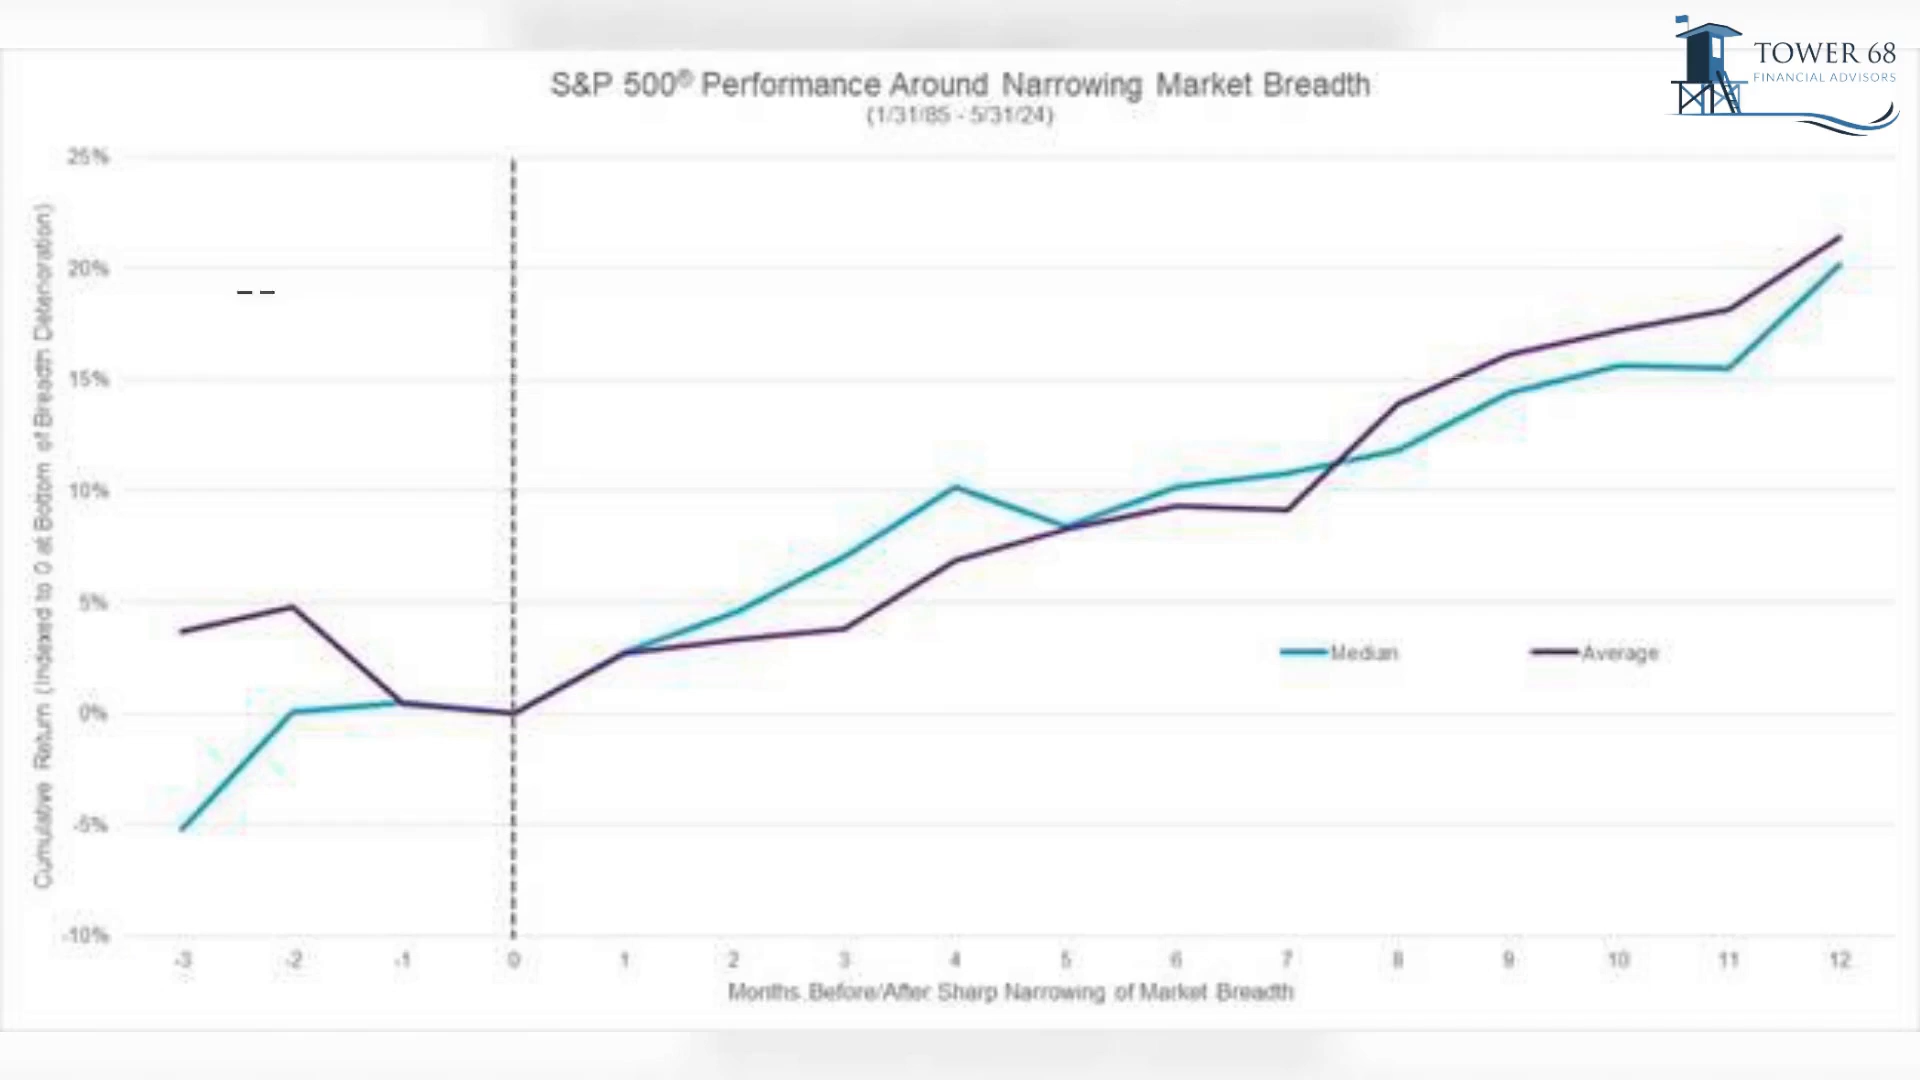 TOWER 68
FINANCIAL ADVISORS
S&P 500® Performance Around Narrowing Market Breadth
(1/31/85 - 5/31/24)
Cumulative Return (Indexed to 0 at Bottom of Breadth Deterioration)
25%
20%
15%
10%
5%
0%
-5%
-10%
Median Average
-3 -2 -1 0 1 2 3 4 5 6 7 8 9 10 11 12
Months Before/After Sharp Narrowing of Market Breadth